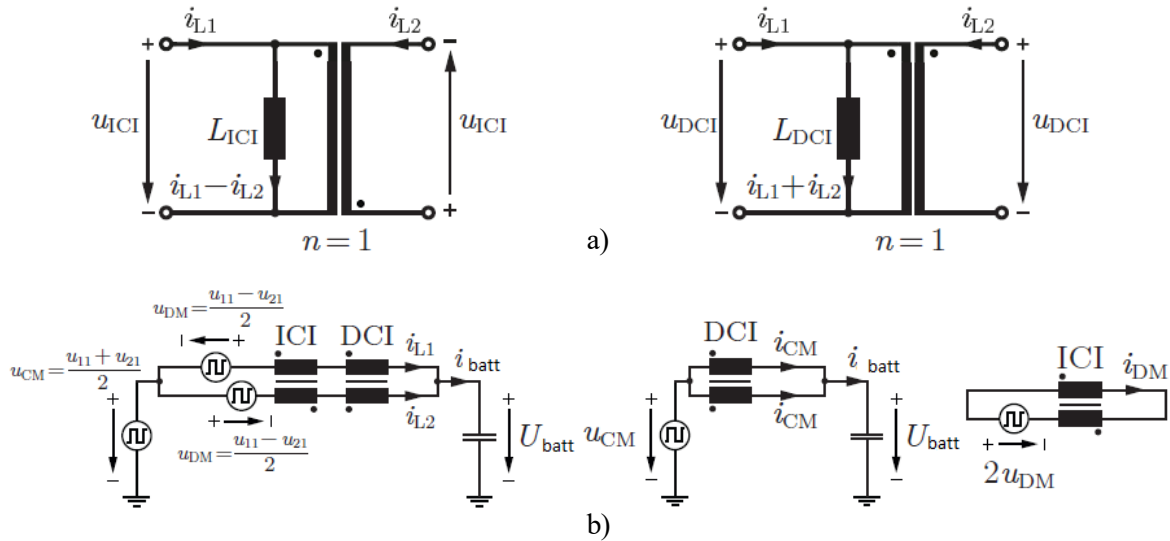 i_L1 i_L2 i_L1 i_L2
+ − + +
u_ICI L_ICI u_ICI u_DCI L_DCI u_DCI
i_L1−i_L2 i_L1+i_L2
− + − −
n = 1 a) n = 1
u_DM=(u_11−u_21)/2
− +
ICI DCI
i_L1
i_batt
u_CM=(u_11+u_21)/2
+
−
+ −
i_L2
u_DM=(u_11−u_21)/2
+
U_batt
−
DCI
i_CM
i_batt
i_CM
+
u_CM
−
+
U_batt
−
ICI
i_DM
+ −
2u_DM
b)